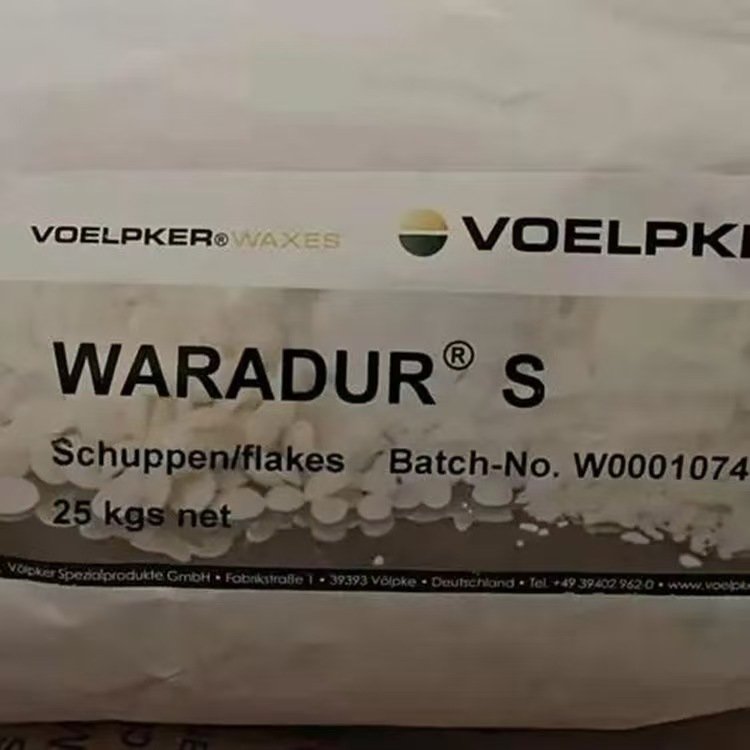 VOELPKER® WAXES
VOELPK
WARADUR® S
Schuppen/flakes Batch-No. W0001074
25 kgs net
Völpker Spezialprodukte GmbH • Fabrikstraße 1 • 39393 Völpke • Deutschland • Tel. +49 39402 962 0 • www.voelpk